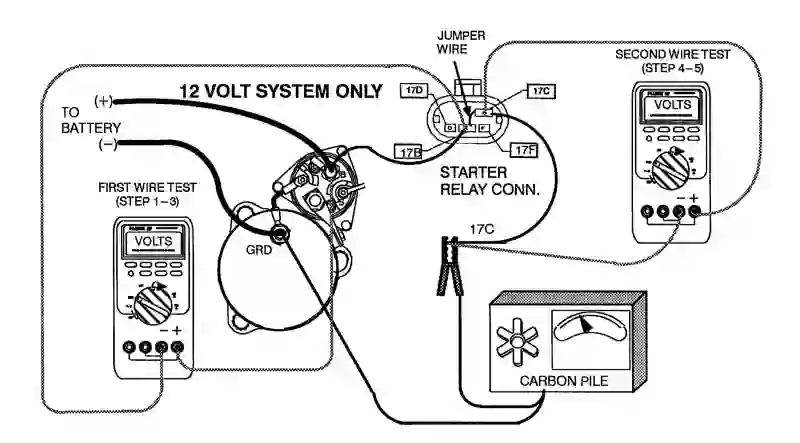 JUMPER
WIRE
SECOND WIRE TEST
(STEP 4-5)
17D
17C
12 VOLT SYSTEM ONLY
(+)
TO
BATTERY
(-)
VOLTS
17B
17F
STARTER
RELAY CONN.
FIRST WIRE TEST
(STEP 1-3)
VOLTS
- +
GRD
17C
- +
CARBON PILE